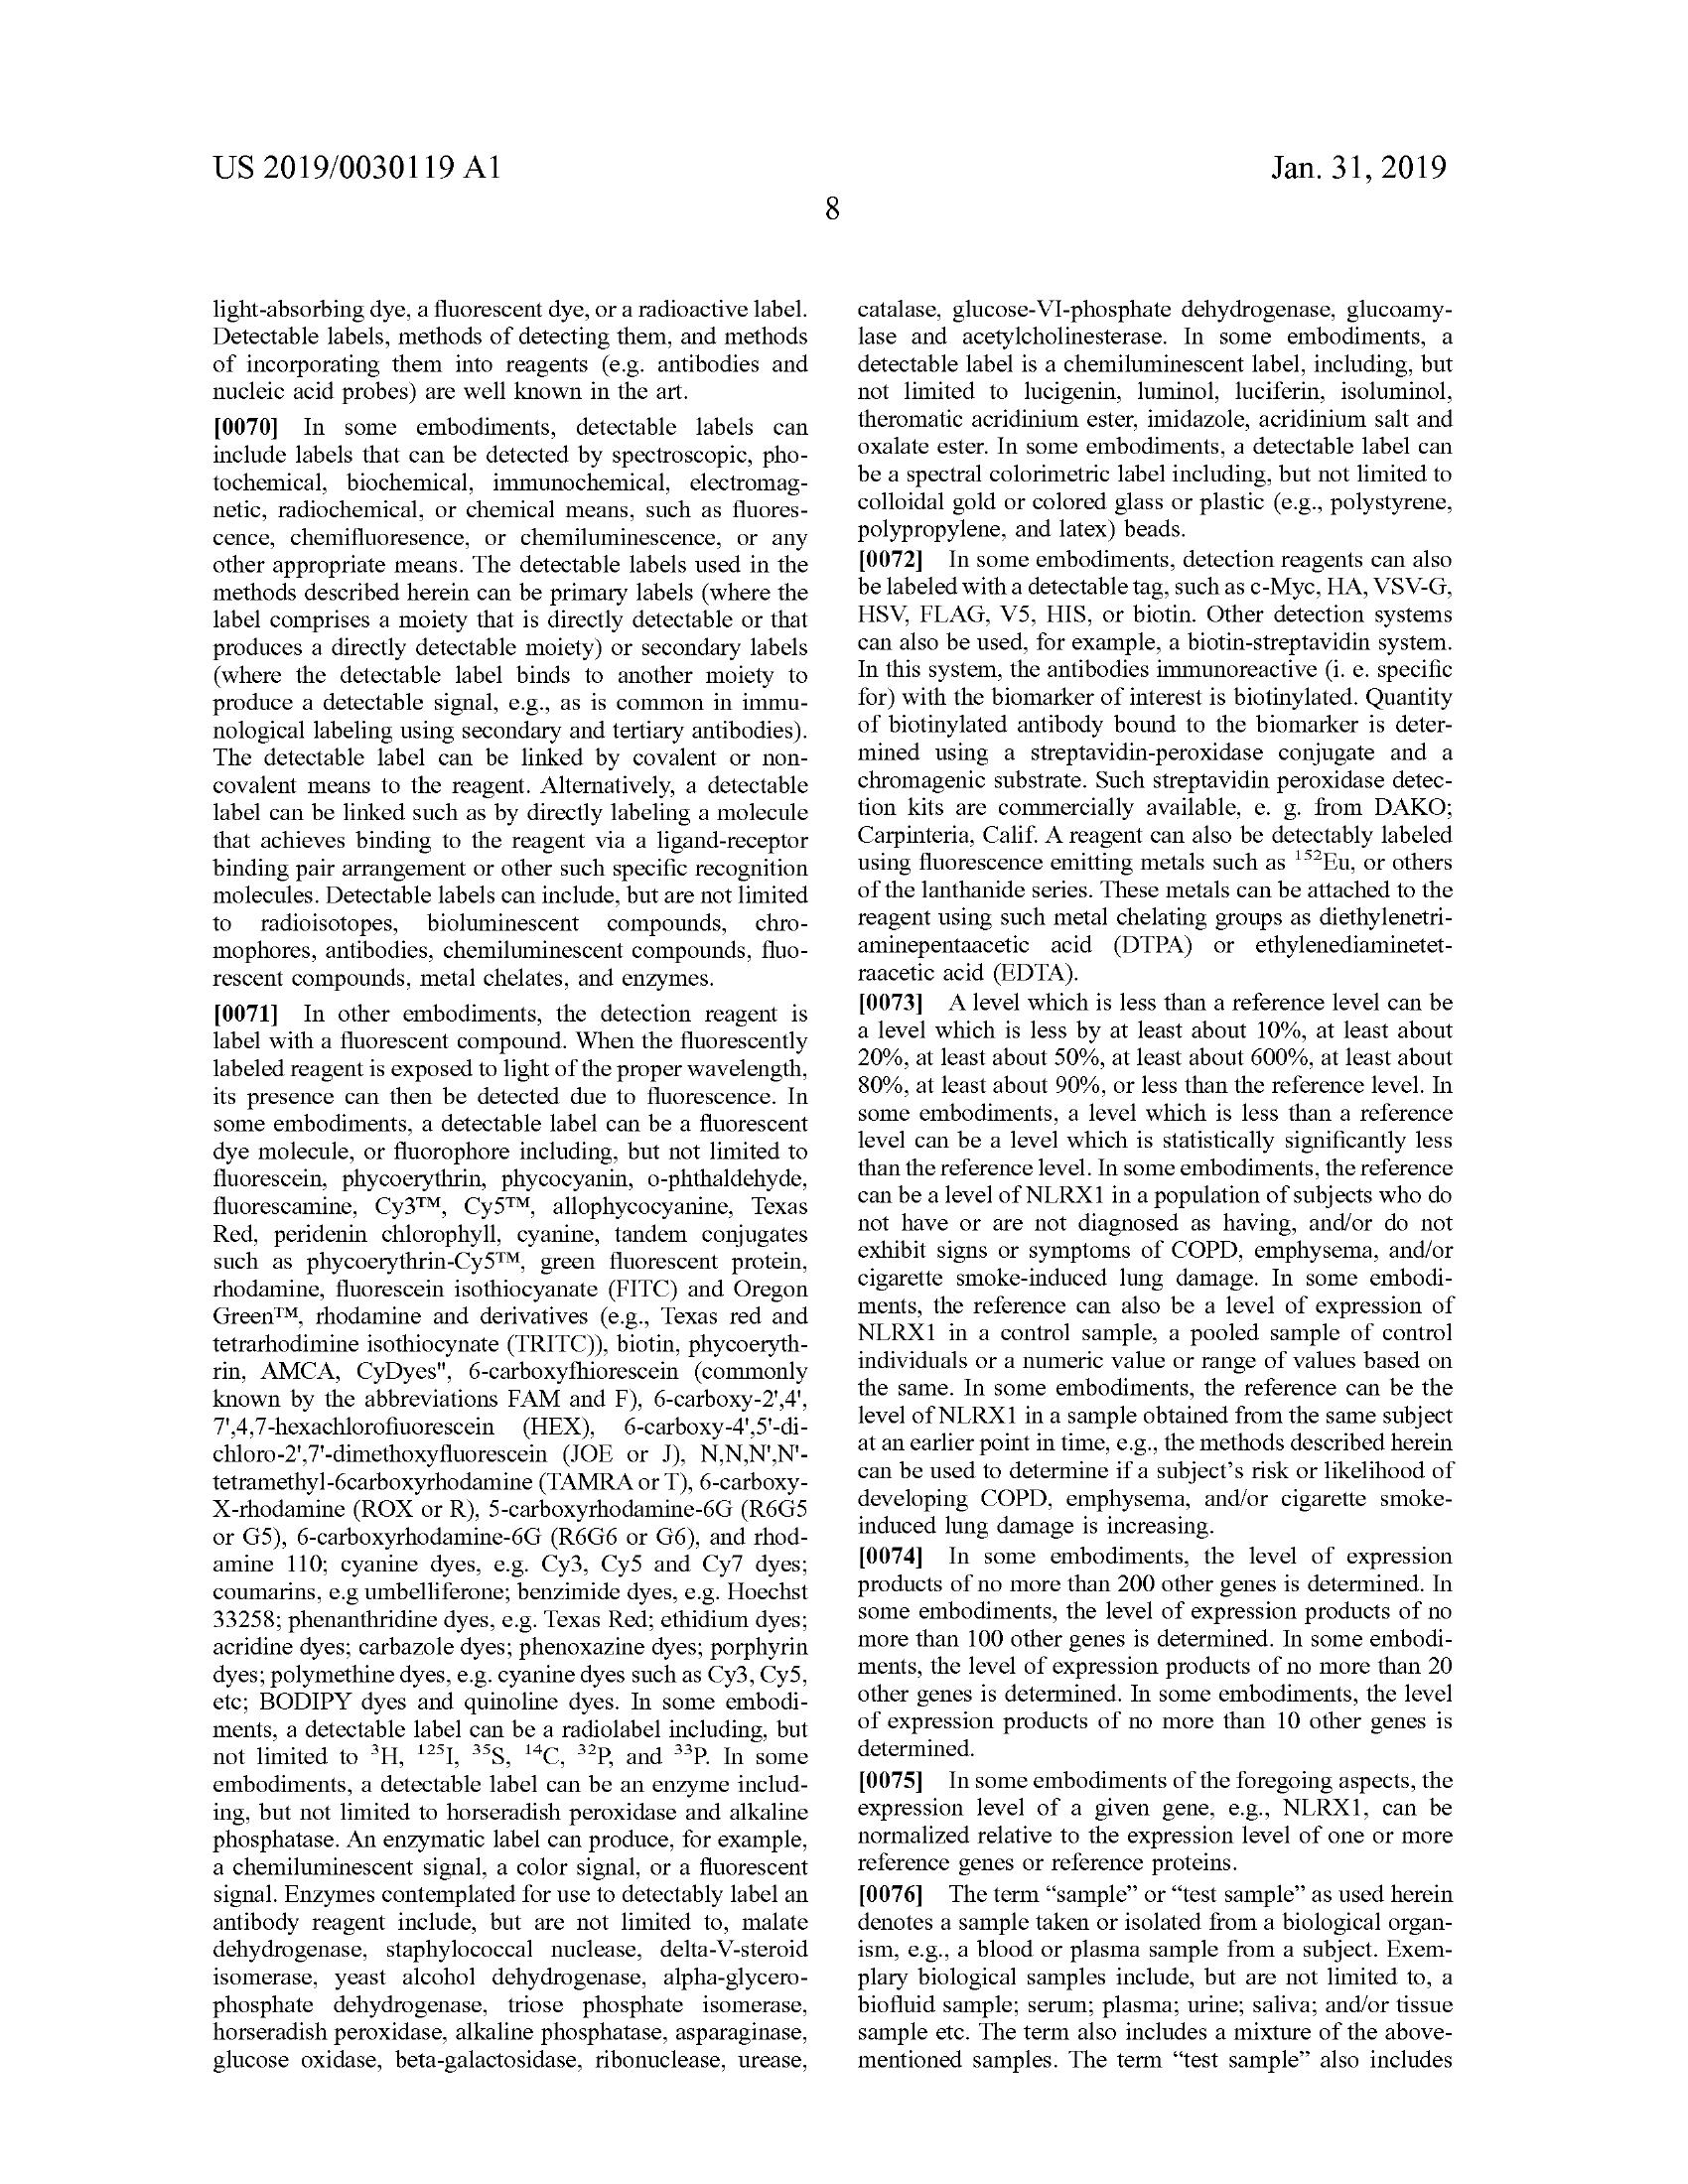 US 2019/0030119 A1
Jan. 31, 2019
8
light-absorbing dye, a fluorescent dye, or a radioactive label.
Detectable labels, methods of detecting them, and methods
of incorporating them into reagents (e.g. antibodies and
nucleic acid probes) are well known in the art.
[0070] In some embodiments, detectable labels can
include labels that can be detected by spectroscopic, pho-
tochemical, biochemical, immunochemical, electromag-
netic, radiochemical, or chemical means, such as fluores-
cence, chemifluoresence, or chemiluminescence, or any
other appropriate means. The detectable labels used in the
methods described herein can be primary labels (where the
label comprises a moiety that is directly detectable or that
produces a directly detectable moiety) or secondary labels
(where the detectable label binds to another moiety to
produce a detectable signal, e.g., as is common in immu-
nological labeling using secondary and tertiary antibodies).
The detectable label can be linked by covalent or non-
covalent means to the reagent. Alternatively, a detectable
label can be linked such as by directly labeling a molecule
that achieves binding to the reagent via a ligand-receptor
binding pair arrangement or other such specific recognition
molecules. Detectable labels can include, but are not limited
to radioisotopes, bioluminescent compounds, chro-
mophores, antibodies, chemiluminescent compounds, fluo-
rescent compounds, metal chelates, and enzymes.
[0071] In other embodiments, the detection reagent is
label with a fluorescent compound. When the fluorescently
labeled reagent is exposed to light of the proper wavelength,
its presence can then be detected due to fluorescence. In
some embodiments, a detectable label can be a fluorescent
dye molecule, or fluorophore including, but not limited to
fluorescein, phycoerythrin, phycocyanin, o-phthaldehyde,
fluorescamine, Cy3™, Cy5™, allophycocyanine, Texas
Red, peridenin chlorophyll, cyanine, tandem conjugates
such as phycoerythrin-Cy5™, green fluorescent protein,
rhodamine, fluorescein isothiocyanate (FITC) and Oregon
Green™, rhodamine and derivatives (e.g., Texas red and
tetrarhodimine isothiocynate (TRITC)), biotin, phycoeryth-
rin, AMCA, CyDyes", 6-carboxyfhiorescein (commonly
known by the abbreviations FAM and F), 6-carboxy-2',4',
7',4,7-hexachlorofiuorescein (HEX), 6-carboxy-4',5'-di-
chloro-2',7'-dimethoxyfluorescein (JOE or J), N,N,N',N'-
tetramethyl-6carboxyrhodamine (TAMRA or T), 6-carboxy-
X-rhodamine (ROX or R), 5-carboxyrhodamine-6G (R6G5
or G5), 6-carboxyrhodamine-6G (R6G6 or G6), and rhod-
amine 110; cyanine dyes, e.g. Cy3, Cy5 and Cy7 dyes;
coumarins, e.g umbelliferone; benzimide dyes, e.g. Hoechst
33258; phenanthridine dyes, e.g. Texas Red; ethidium dyes;
acridine dyes; carbazole dyes; phenoxazine dyes; porphyrin
dyes; polymethine dyes, e.g. cyanine dyes such as Cy3, Cy5,
etc; BODIPY dyes and quinoline dyes. In some embodi-
ments, a detectable label can be a radiolabel including, but
not limited to ³H, ¹²⁵I, ³⁵S, ¹⁴C, ³²P, and ³³P. In some
embodiments, a detectable label can be an enzyme includ-
ing, but not limited to horseradish peroxidase and alkaline
phosphatase. An enzymatic label can produce, for example,
a chemiluminescent signal, a color signal, or a fluorescent
signal. Enzymes contemplated for use to detectably label an
antibody reagent include, but are not limited to, malate
dehydrogenase, staphylococcal nuclease, delta-V-steroid
isomerase, yeast alcohol dehydrogenase, alpha-glycero-
phosphate dehydrogenase, triose phosphate isomerase,
horseradish peroxidase, alkaline phosphatase, asparaginase,
glucose oxidase, beta-galactosidase, ribonuclease, urease,
catalase, glucose-VI-phosphate dehydrogenase, glucoamy-
lase and acetylcholinesterase. In some embodiments, a
detectable label is a chemiluminescent label, including, but
not limited to lucigenin, luminol, luciferin, isoluminol,
theromatic acridinium ester, imidazole, acridinium salt and
oxalate ester. In some embodiments, a detectable label can
be a spectral colorimetric label including, but not limited to
colloidal gold or colored glass or plastic (e.g., polystyrene,
polypropylene, and latex) beads.
[0072] In some embodiments, detection reagents can also
be labeled with a detectable tag, such as c-Myc, HA, VSV-G,
HSV, FLAG, V5, HIS, or biotin. Other detection systems
can also be used, for example, a biotin-streptavidin system.
In this system, the antibodies immunoreactive (i. e. specific
for) with the biomarker of interest is biotinylated. Quantity
of biotinylated antibody bound to the biomarker is deter-
mined using a streptavidin-peroxidase conjugate and a
chromagenic substrate. Such streptavidin peroxidase detec-
tion kits are commercially available, e. g. from DAKO;
Carpinteria, Calif. A reagent can also be detectably labeled
using fluorescence emitting metals such as ¹⁵²Eu, or others
of the lanthanide series. These metals can be attached to the
reagent using such metal chelating groups as diethylenetri-
aminepentaacetic acid (DTPA) or ethylenediaminetet-
raacetic acid (EDTA).
[0073] A level which is less than a reference level can be
a level which is less by at least about 10%, at least about
20%, at least about 50%, at least about 600%, at least about
80%, at least about 90%, or less than the reference level. In
some embodiments, a level which is less than a reference
level can be a level which is statistically significantly less
than the reference level. In some embodiments, the reference
can be a level of NLRX1 in a population of subjects who do
not have or are not diagnosed as having, and/or do not
exhibit signs or symptoms of COPD, emphysema, and/or
cigarette smoke-induced lung damage. In some embodi-
ments, the reference can also be a level of expression of
NLRX1 in a control sample, a pooled sample of control
individuals or a numeric value or range of values based on
the same. In some embodiments, the reference can be the
level of NLRX1 in a sample obtained from the same subject
at an earlier point in time, e.g., the methods described herein
can be used to determine if a subject’s risk or likelihood of
developing COPD, emphysema, and/or cigarette smoke-
induced lung damage is increasing.
[0074] In some embodiments, the level of expression
products of no more than 200 other genes is determined. In
some embodiments, the level of expression products of no
more than 100 other genes is determined. In some embodi-
ments, the level of expression products of no more than 20
other genes is determined. In some embodiments, the level
of expression products of no more than 10 other genes is
determined.
[0075] In some embodiments of the foregoing aspects, the
expression level of a given gene, e.g., NLRX1, can be
normalized relative to the expression level of one or more
reference genes or reference proteins.
[0076] The term “sample” or “test sample” as used herein
denotes a sample taken or isolated from a biological organ-
ism, e.g., a blood or plasma sample from a subject. Exem-
plary biological samples include, but are not limited to, a
biofluid sample; serum; plasma; urine; saliva; and/or tissue
sample etc. The term also includes a mixture of the above-
mentioned samples. The term “test sample” also includes